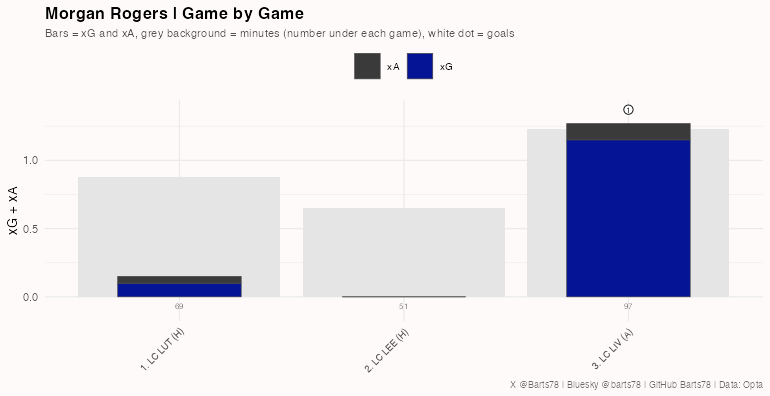 Morgan Rogers | Game by Game
Bars = xG and xA, grey background = minutes (number under each game), white dot = goals
xA xG
xG + xA
1.0
0.5
0.0
1
69 51 97
1. LC LUT (H)
2. LC LEE (H)
3. LC LIV (A)
X @Barts78 | Bluesky @barts78 | GitHub Barts78 | Data: Opta